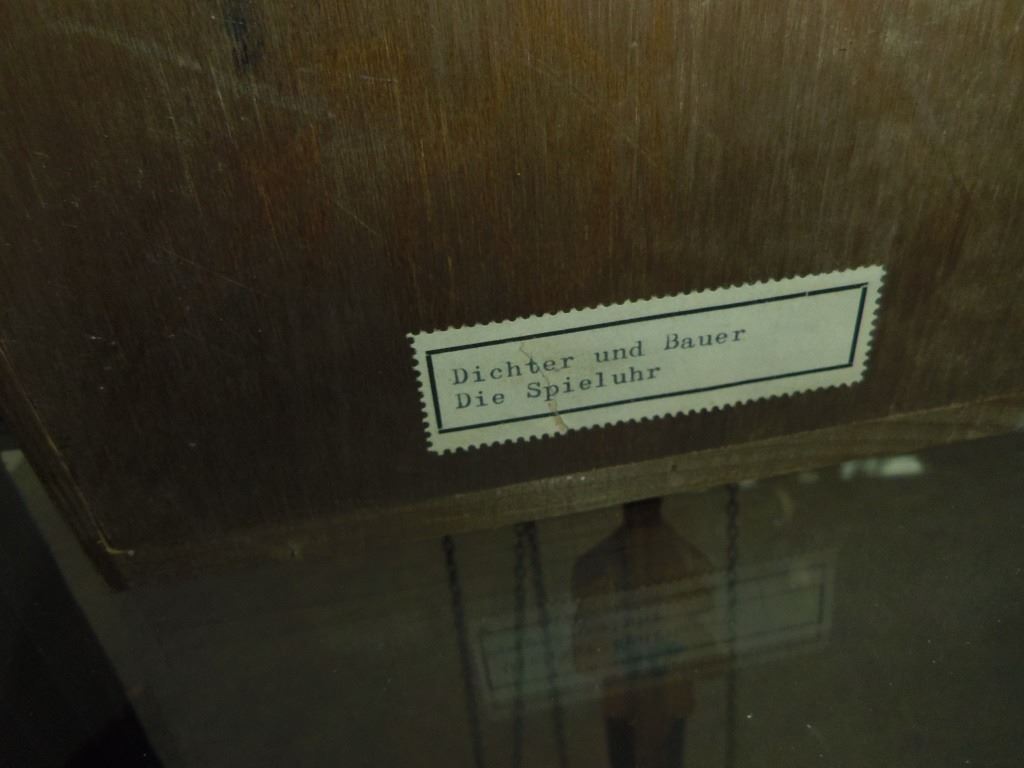 Dichter und Bauer
Die Spieluhr